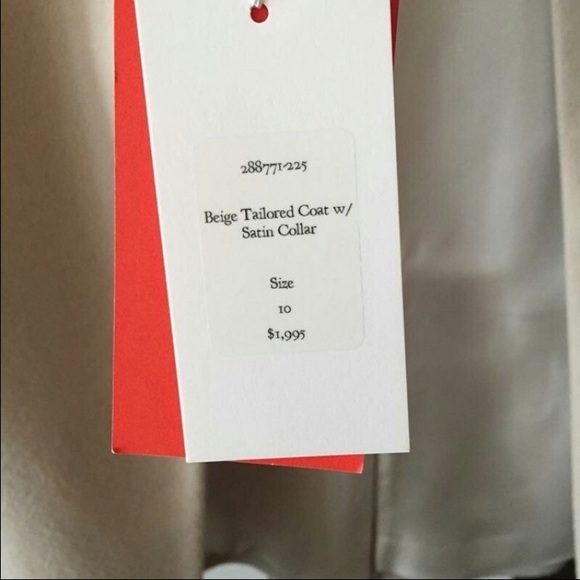 288771-225
Beige Tailored Coat w/
Satin Collar
Size
10
$1,995